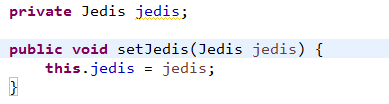 private Jedis jedis;
public void setJedis(Jedis jedis) {
this.jedis = jedis;
}